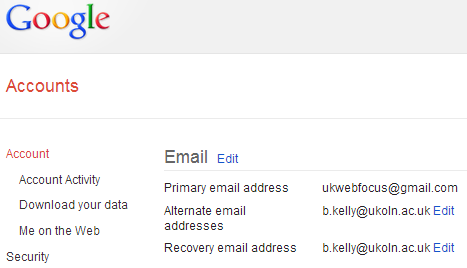 Google
Accounts
Account
Account Activity
Download your data
Me on the Web
Security
Email Edit
Primary email address ukwebfocus@gmail.com
Alternate email b.kelly@ukoln.ac.uk Edit
addresses
Recovery email address b.kelly@ukoln.ac.uk Edit